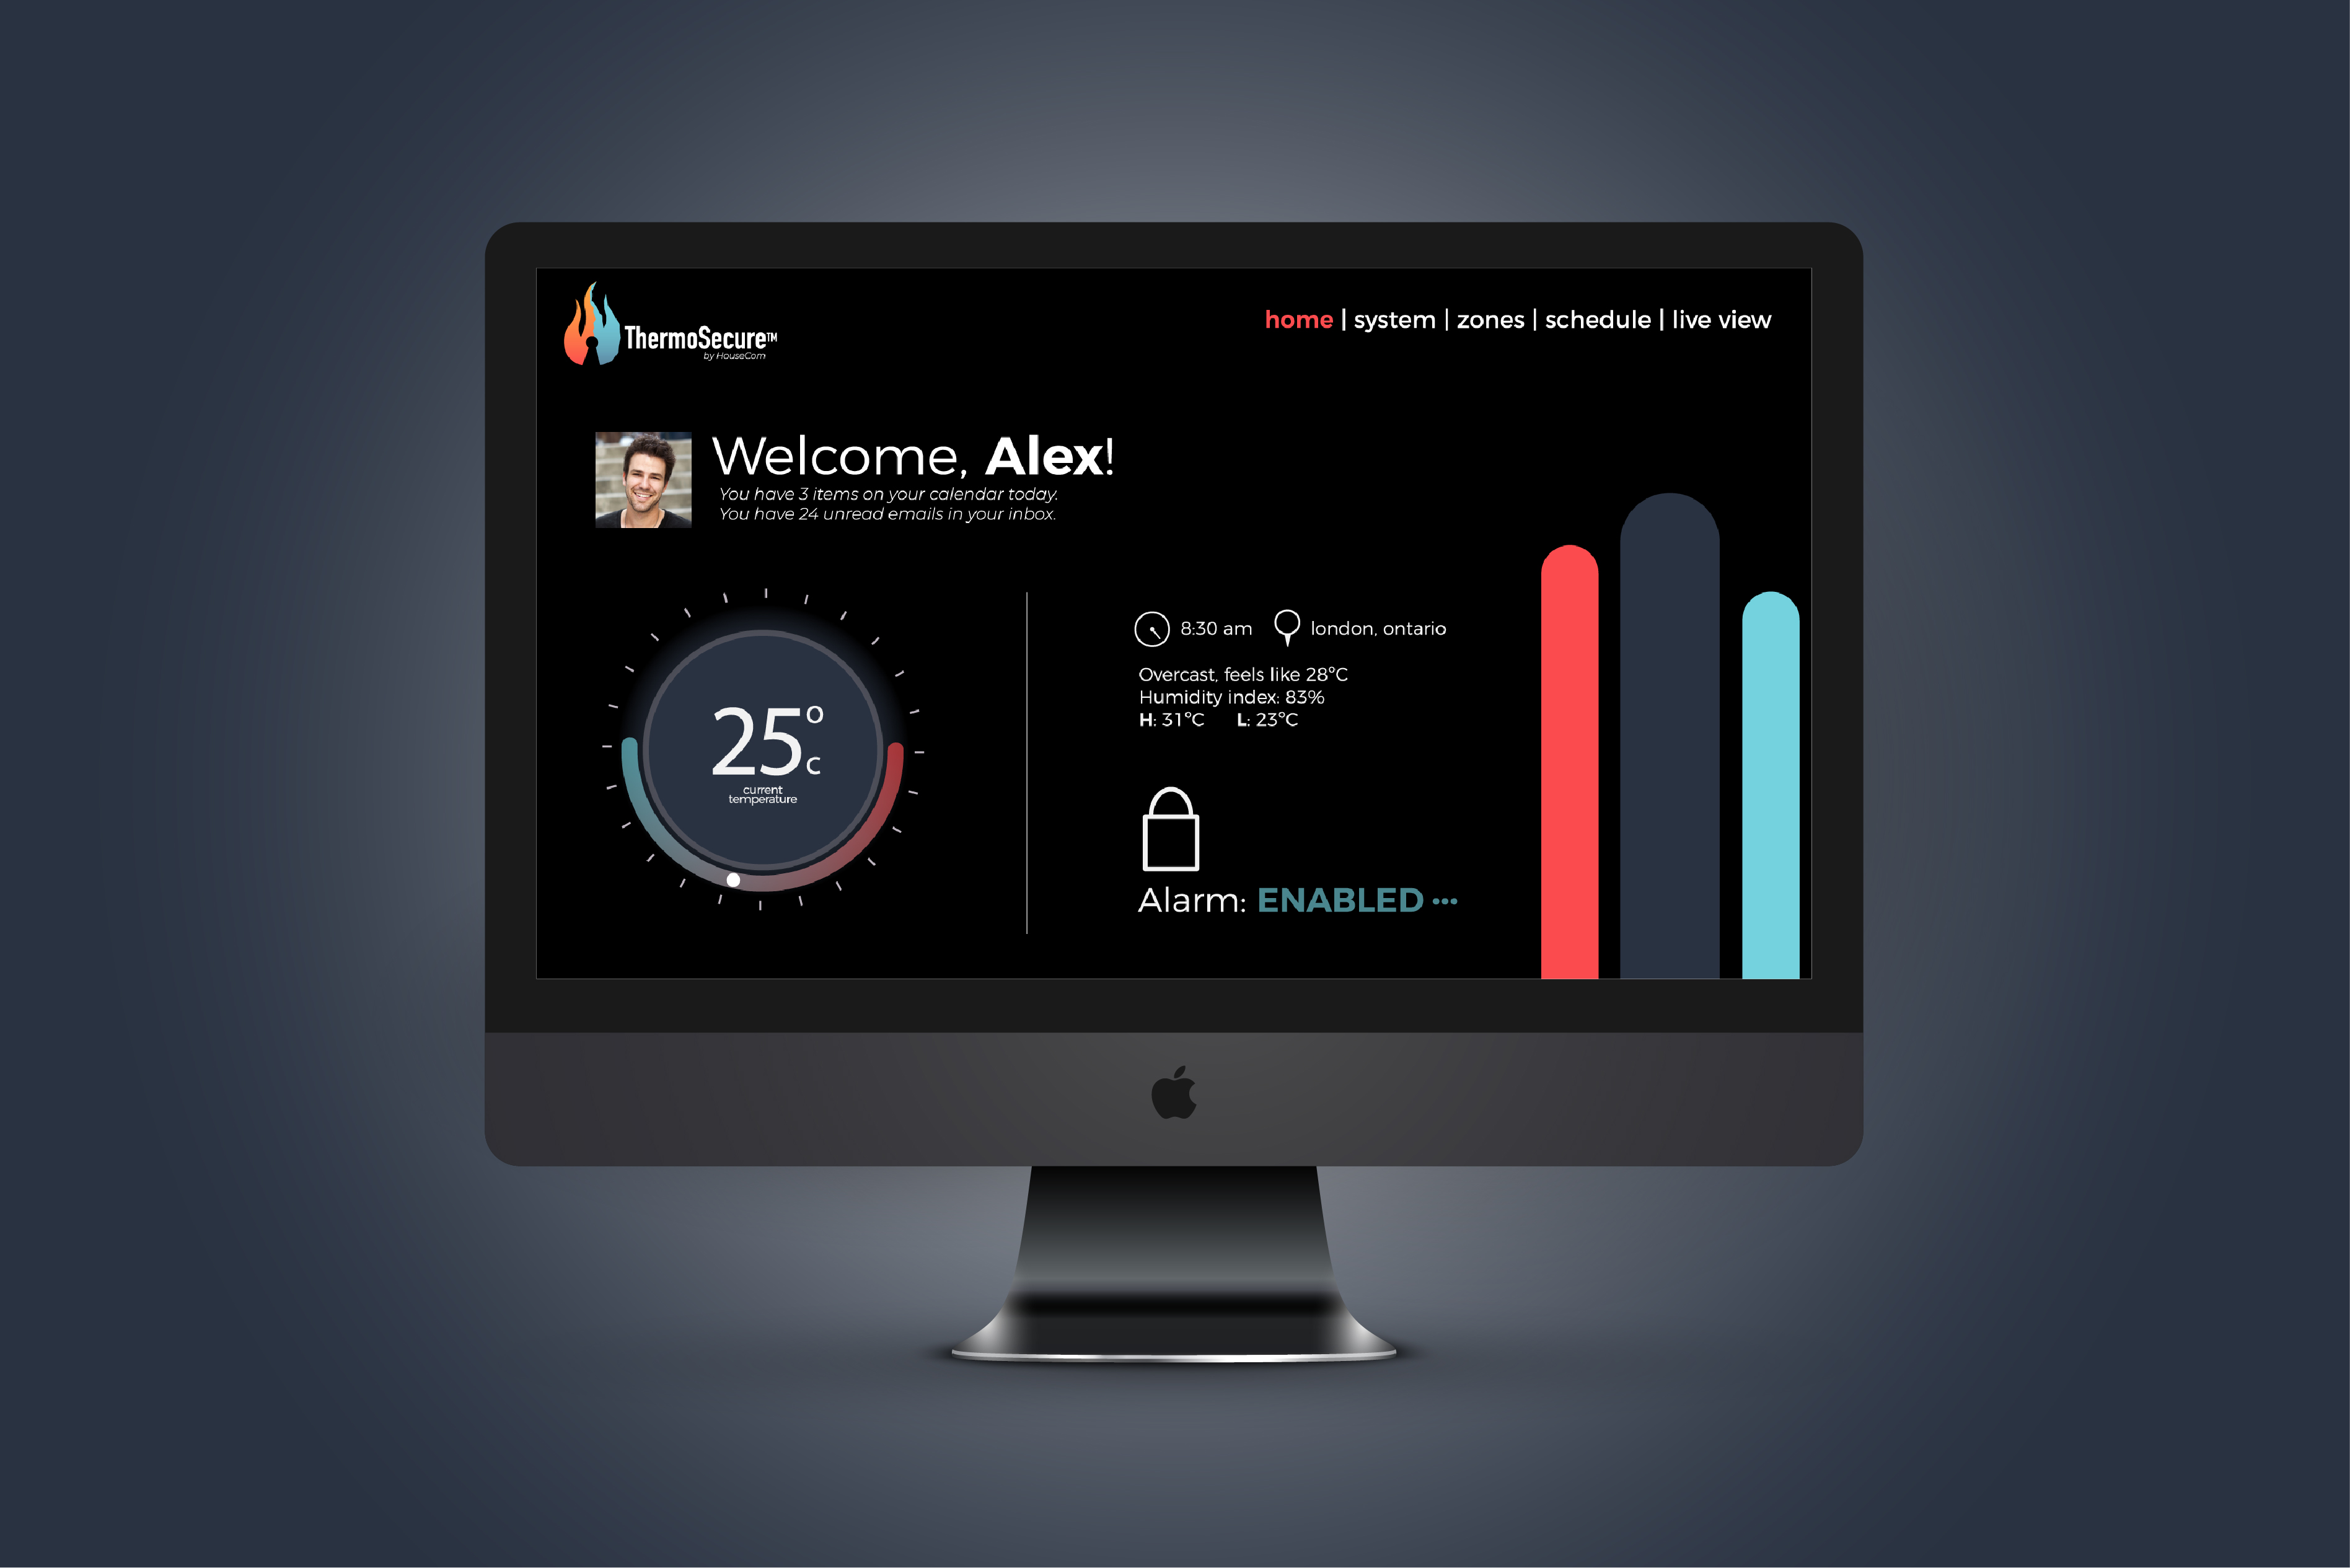 ThermoSecure™
by HouseCom
home | system | zones | schedule | live view
Welcome, Alex!
You have 3 items on your calendar today.
You have 24 unread emails in your inbox.
25°C
current
temperature
8:30 am london, ontario
Overcast, feels like 28°C
Humidity index: 83%
H: 31°C L: 23°C
Alarm: ENABLED •••